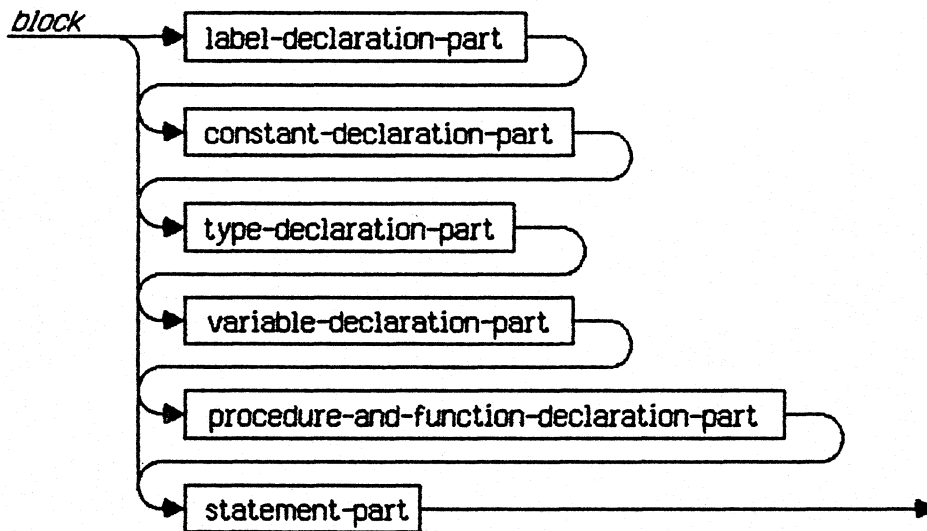 block
label-declaration-part
constant-declaration-part
type-declaration-part
variable-declaration-part
procedure-and-function-declaration-part
statement-part